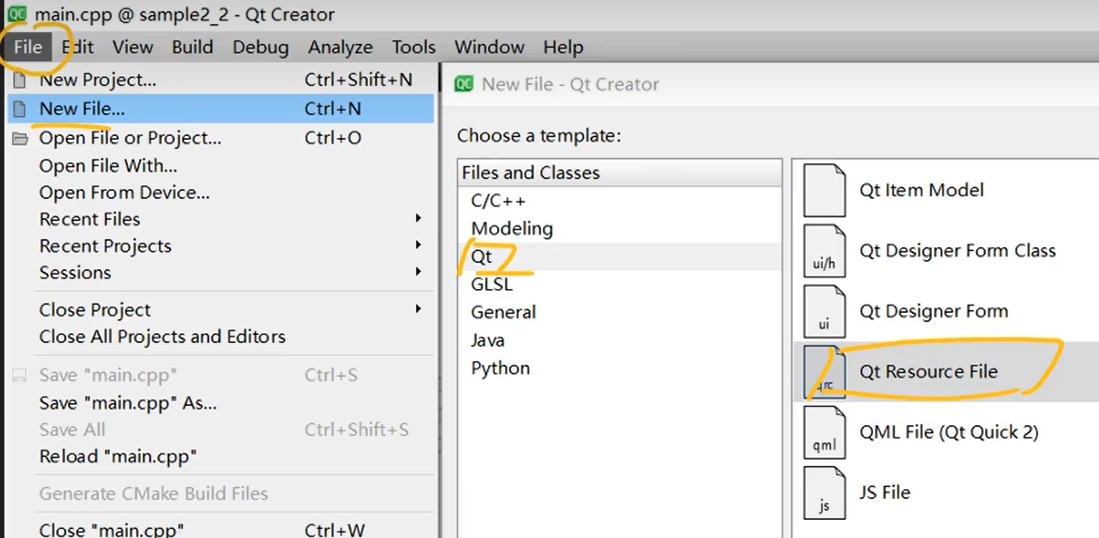 QC main.cpp @ sample2_2 - Qt Creator
File Edit View Build Debug Analyze Tools Window Help
New Project... Ctrl+Shift+N
New File... Ctrl+N
Open File or Project... Ctrl+O
Open File With...
Open From Device...
Recent Files
Recent Projects
Sessions
Close Project
Close All Projects and Editors
Save "main.cpp" Ctrl+S
Save "main.cpp" As...
Save All Ctrl+Shift+S
Reload "main.cpp"
Generate CMake Build Files
Close "main.cpp" Ctrl+W
QC New File - Qt Creator
Choose a template:
Files and Classes
C/C++
Modeling
Qt
GLSL
General
Java
Python
Qt Item Model
ui/h Qt Designer Form Class
ui Qt Designer Form
qrc Qt Resource File
qml QML File (Qt Quick 2)
js JS File